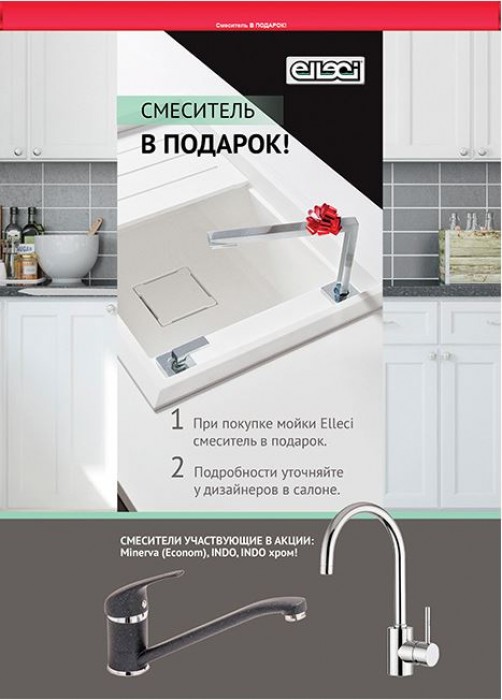 Смеситель В ПОДАРОК!
elleci
СМЕСИТЕЛЬ
В ПОДАРОК!
1 При покупке мойки Elleci
смеситель в подарок.
2 Подробности уточняйте
у дизайнеров в салоне.
СМЕСИТЕЛИ УЧАСТВУЮЩИЕ В АКЦИИ:
Minerva (Econom), INDO, INDO хром!